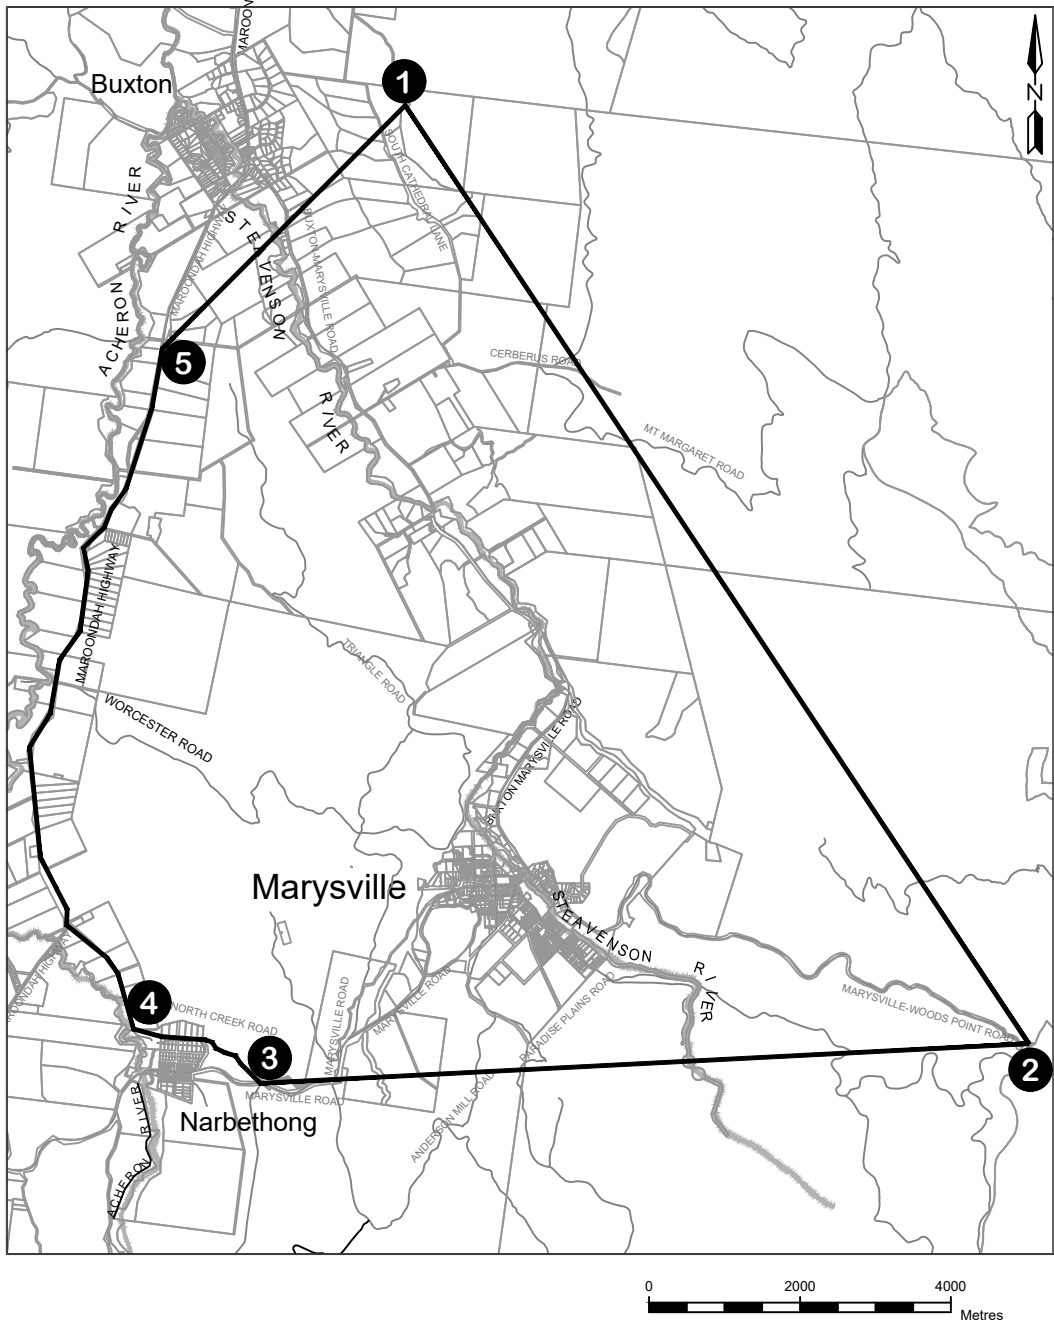 MAROON
Buxton
1
N
SOUTH CATHEDRAL LANE
ACHERON RIVER
STEAVENSON RIVER
MAROONDAH HIGHWAY
BUXTON-MARYSVILLE ROAD
5
CERBERUS ROAD
MT MARGARET ROAD
MAROONDAH HIGHWAY
TRIANGLE ROAD
WORCESTER ROAD
BUXTON MARYSVILLE ROAD
Marysville
STEAVENSON RIVER
MAROONDAH HIGHWAY
4
NORTH CREEK ROAD
MARYSVILLE ROAD
MARYSVILLE ROAD
PARADISE PLAINS ROAD
MARYSVILLE-WOODS POINT ROAD
3
2
MARYSVILLE ROAD
ANDERSON MILL ROAD
Narbethong
ACHERON RIVER
0 2000 4000
Metres